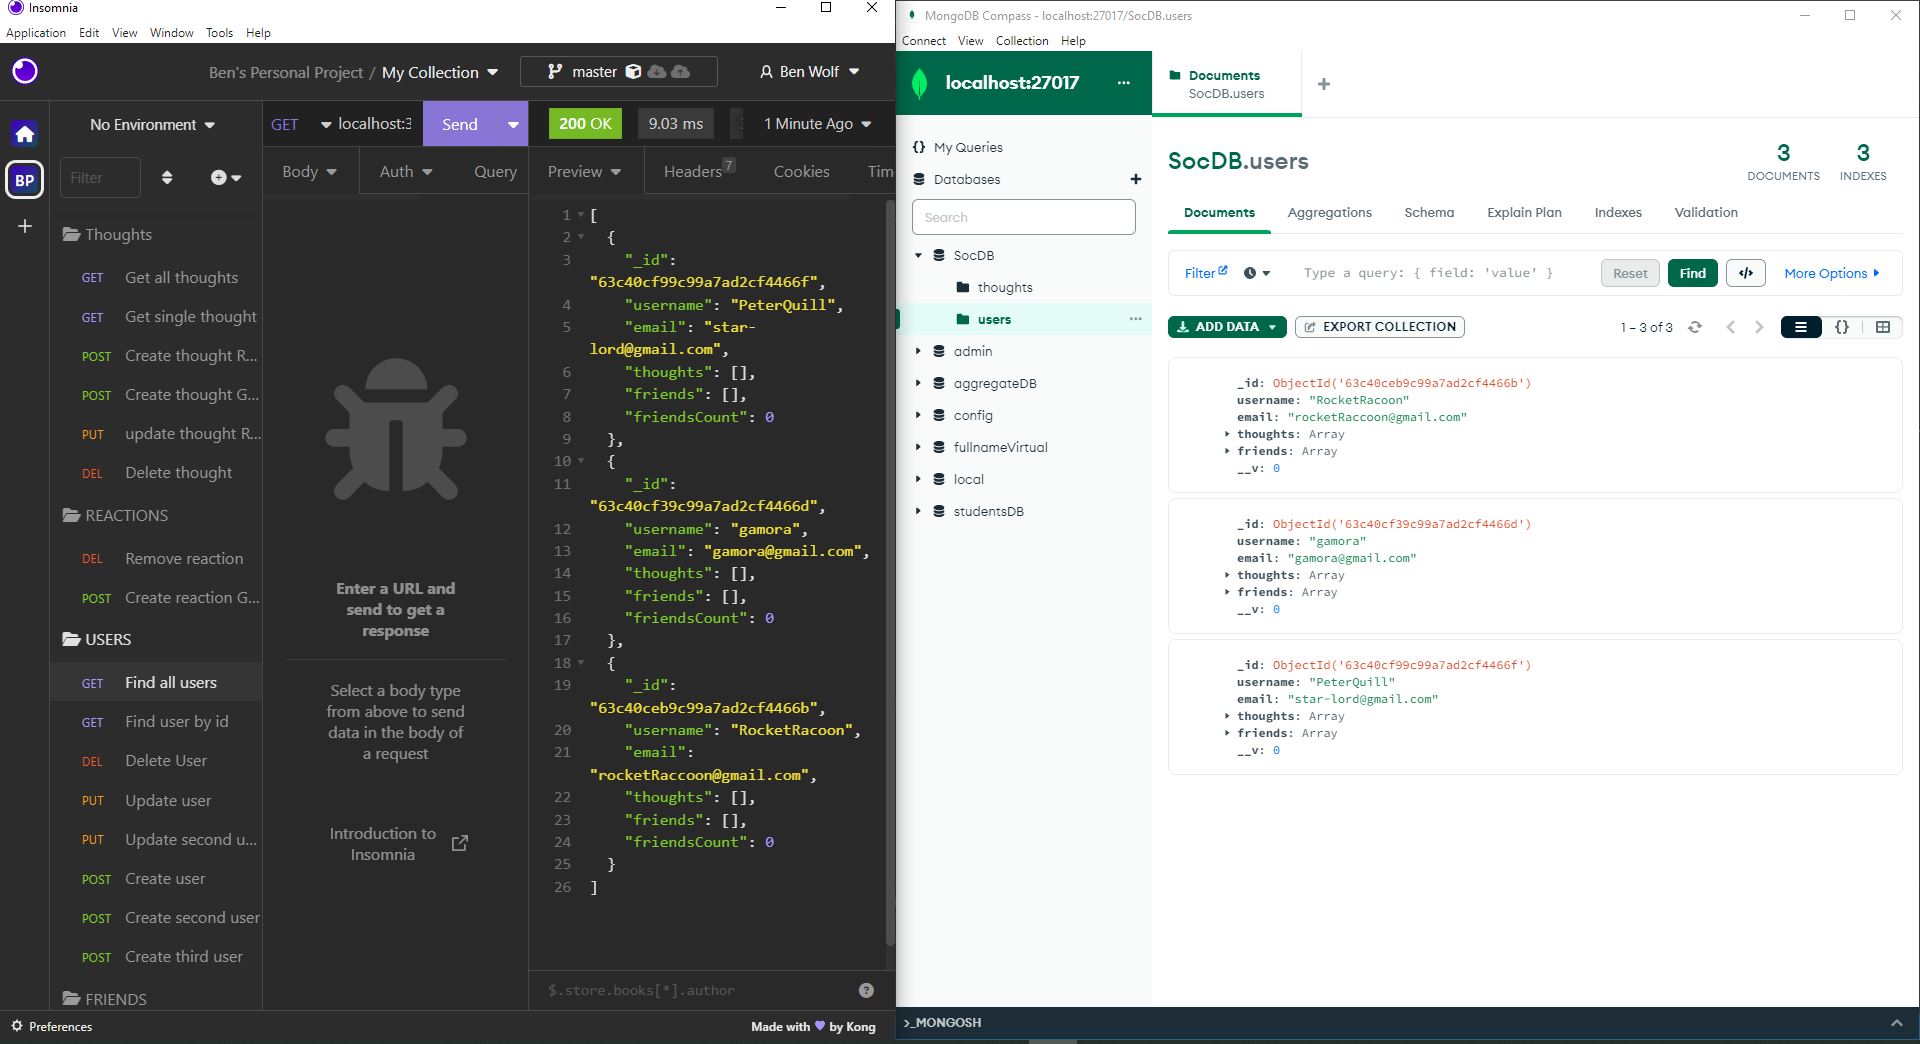 Insomnia
Application Edit View Window Tools Help
Ben's Personal Project / My Collection
master
Ben Wolf
BP
No Environment
Filter
Thoughts
GET Get all thoughts
GET Get single thought
POST Create thought R...
POST Create thought G...
PUT update thought R...
DEL Delete thought
REACTIONS
DEL Remove reaction
POST Create reaction G...
USERS
GET Find all users
GET Find user by id
DEL Delete User
PUT Update user
PUT Update second u...
POST Create user
POST Create second user
POST Create third user
FRIENDS
GET localhost:3 Send
Body Auth Query
Enter a URL and
send to get a
response
Select a body type
from above to send
data in the body of
a request
Introduction to
Insomnia
200 OK 9.03 ms 1 Minute Ago
Preview Headers 7 Cookies Tim
1 [
2 {
3 "_id":
"63c40cf99c99a7ad2cf4466f",
4 "username": "PeterQuill",
5 "email": "star-
lord@gmail.com",
6 "thoughts": [],
7 "friends": [],
8 "friendsCount": 0
9 },
10 {
11 "_id":
"63c40cf39c99a7ad2cf4466d",
12 "username": "gamora",
13 "email": "gamora@gmail.com",
14 "thoughts": [],
15 "friends": [],
16 "friendsCount": 0
17 },
18 {
19 "_id":
"63c40ceb9c99a7ad2cf4466b",
20 "username": "RocketRacoon",
21 "email":
"rocketRaccoon@gmail.com",
22 "thoughts": [],
23 "friends": [],
24 "friendsCount": 0
25 }
26 ]
$.store.books[*].author
Preferences
Made with by Kong
MongoDB Compass - localhost:27017/SocDB.users
Connect View Collection Help
localhost:27017 ...
{} My Queries
Databases +
Search
SocDB
thoughts
users ...
admin
aggregateDB
config
fullnameVirtual
local
studentsDB
Documents
SocDB.users
+
SocDB.users
3
DOCUMENTS
3
INDEXES
Documents Aggregations Schema Explain Plan Indexes Validation
Filter Type a query: { field: 'value' } Reset Find </> More Options
ADD DATA EXPORT COLLECTION 1 – 3 of 3 {}
_id: ObjectId('63c40ceb9c99a7ad2cf4466b')
username: "RocketRacoon"
email: "rocketRaccoon@gmail.com"
thoughts: Array
friends: Array
__v: 0
_id: ObjectId('63c40cf39c99a7ad2cf4466d')
username: "gamora"
email: "gamora@gmail.com"
thoughts: Array
friends: Array
__v: 0
_id: ObjectId('63c40cf99c99a7ad2cf4466f')
username: "PeterQuill"
email: "star-lord@gmail.com"
thoughts: Array
friends: Array
__v: 0
>_MONGOSH